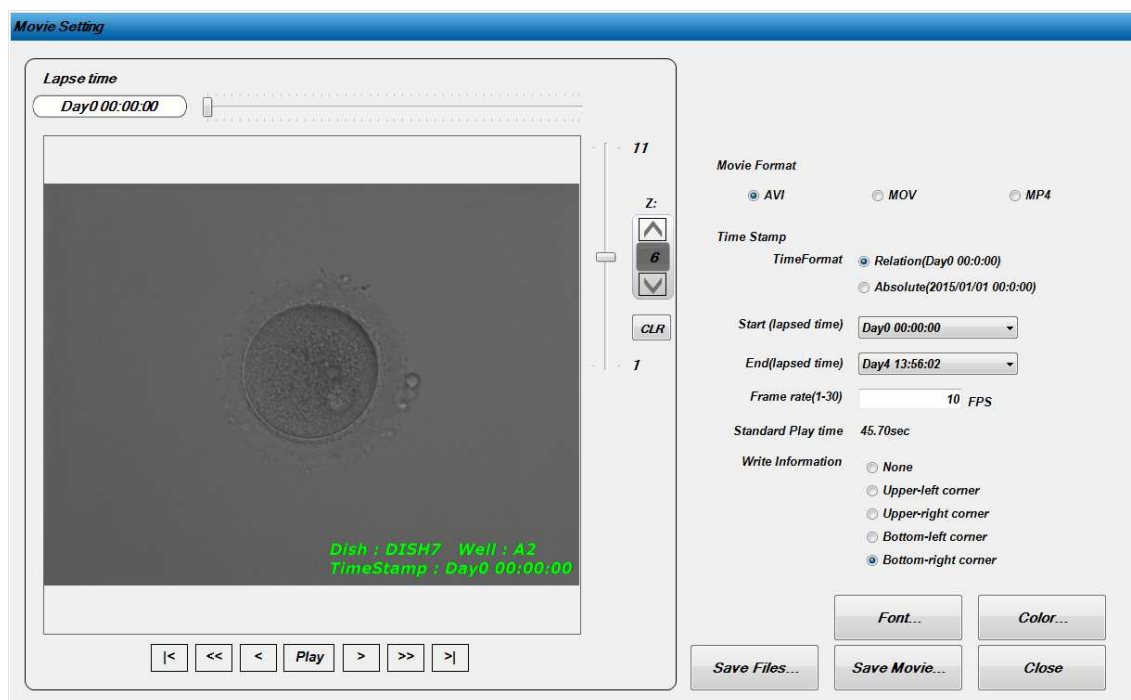 Movie Setting
Lapse time
Day0 00:00:00
11
Z:
6
CLR
1
Dish : DISH7 Well : A2
TimeStamp : Day0 00:00:00
|< << < Play > >> >|
Movie Format
AVI MOV MP4
Time Stamp
TimeFormat Relation(Day0 00:0:00)
Absolute(2015/01/01 00:0:00)
Start (lapsed time) Day0 00:00:00
End(lapsed time) Day4 13:56:02
Frame rate(1-30) 10 FPS
Standard Play time 45.70sec
Write Information None
Upper-left corner
Upper-right corner
Bottom-left corner
Bottom-right corner
Font... Color...
Save Files... Save Movie... Close